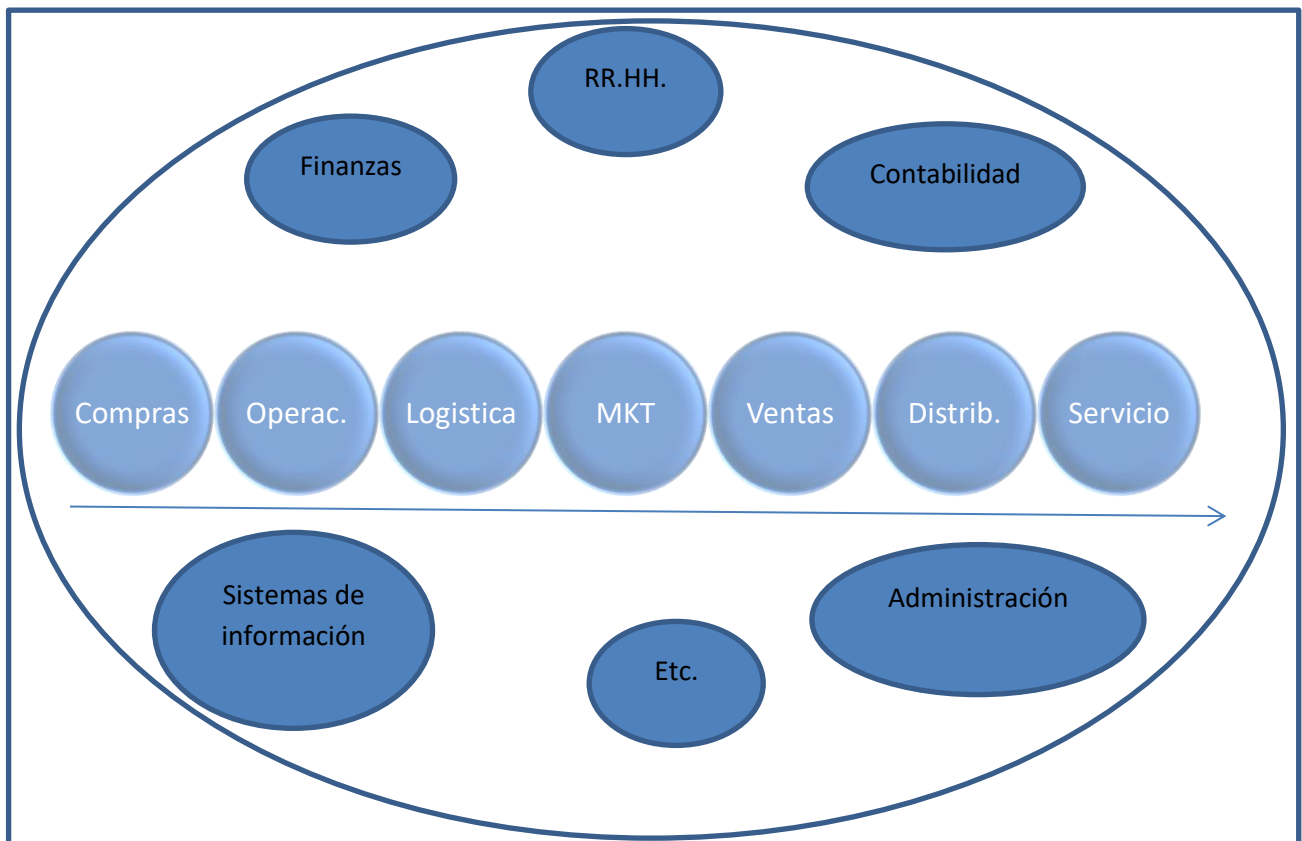 RR.HH.
Finanzas
Contabilidad
Compras
Operac.
Logistica
MKT
Ventas
Distrib.
Servicio
Sistemas de
información
Administración
Etc.